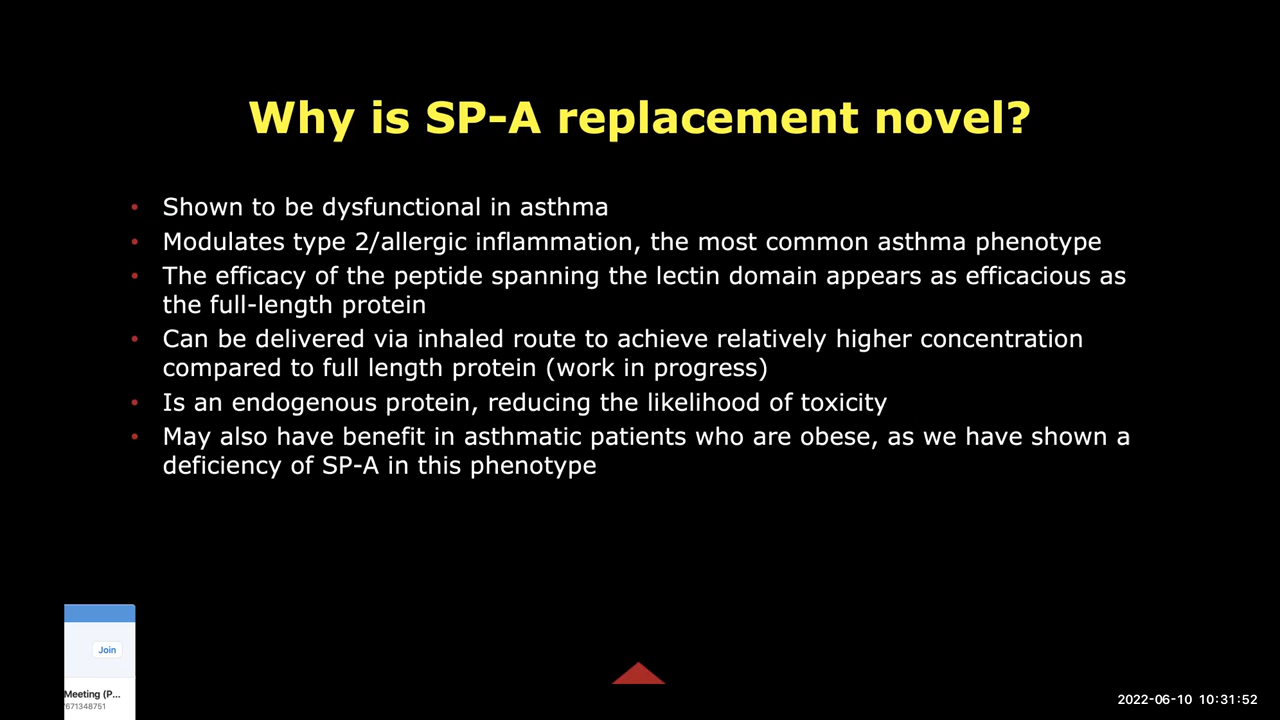 Why is SP-A replacement novel?
• Shown to be dysfunctional in asthma
• Modulates type 2/allergic inflammation, the most common asthma phenotype
• The efficacy of the peptide spanning the lectin domain appears as efficacious as
the full-length protein
• Can be delivered via inhaled route to achieve relatively higher concentration
compared to full length protein (work in progress)
• Is an endogenous protein, reducing the likelihood of toxicity
• May also have benefit in asthmatic patients who are obese, as we have shown a
deficiency of SP-A in this phenotype
Join
Meeting (P...
671348751
2022-06-10 10:31:52